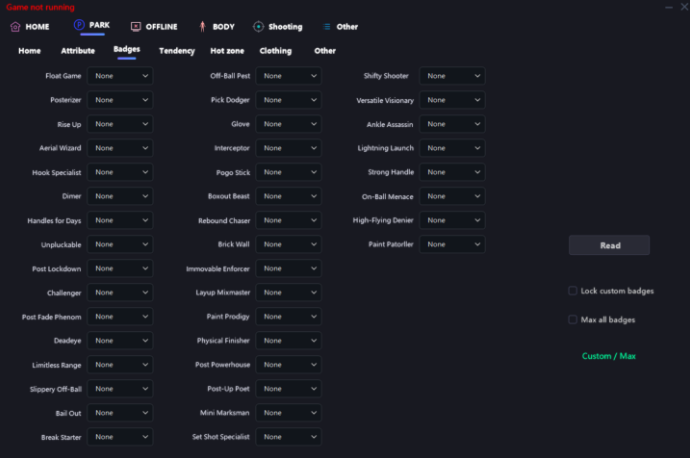 Game not running
HOME PARK OFFLINE BODY Shooting Other
Home Attribute Badges Tendency Hot zone Clothing Other
Float Game None Off-Ball Pest None Shifty Shooter None
Posterizer None Pick Dodger None Versatile Visionary None
Rise Up None Glove None Ankle Assassin None
Aerial Wizard None Interceptor None Lightning Launch None
Hook Specialist None Pogo Stick None Strong Handle None
Dimer None Boxout Beast None On-Ball Menace None
Handles for Days None Rebound Chaser None High-Flying Denier None
Unpluckable None Brick Wall None Paint Patorller None
Read
Post Lockdown None Immovable Enforcer None
Challenger None Layup Mixmaster None
Lock custom badges
Post Fade Phenom None Paint Prodigy None
Max all badges
Deadeye None Physical Finisher None
Custom / Max
Limitless Range None Post Powerhouse None
Slippery Off-Ball None Post-Up Poet None
Bail Out None Mini Marksman None
Break Starter None Set Shot Specialist None